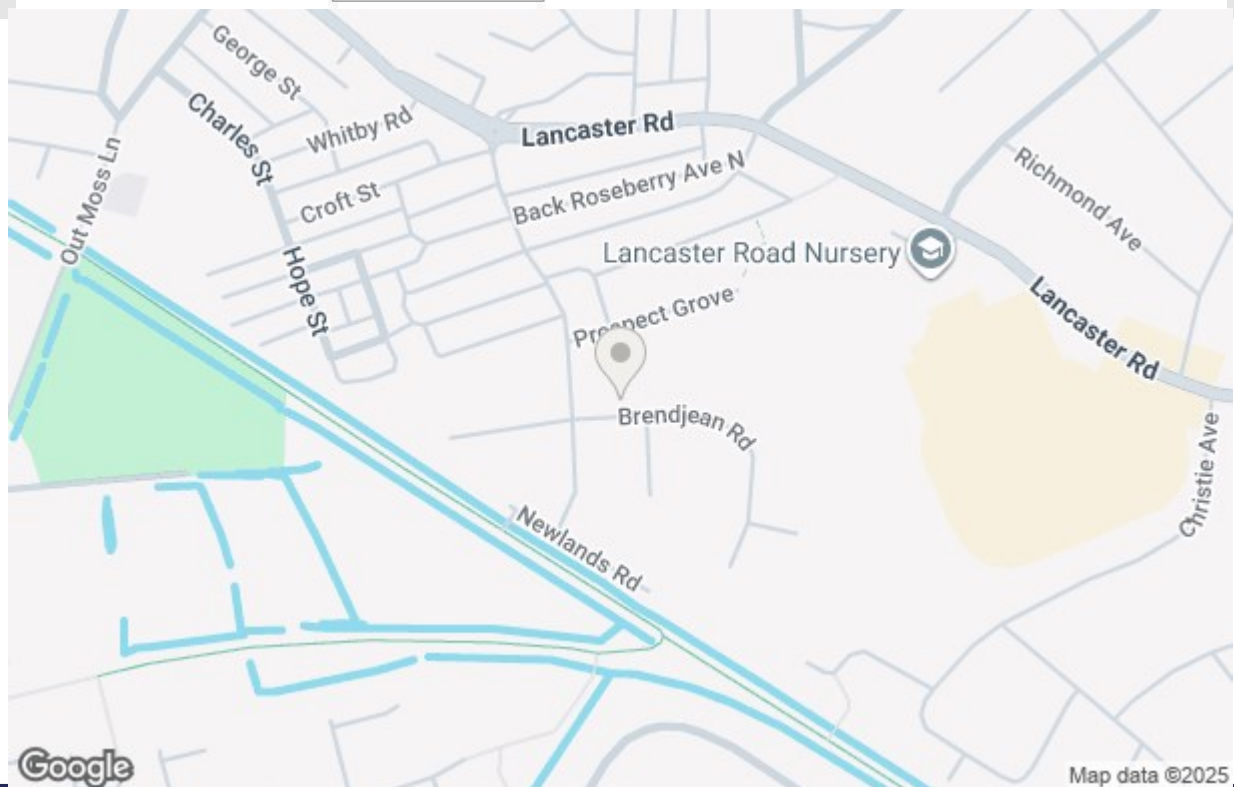 George St
Charles St
Whitby Rd
Lancaster Rd
Out Moss Ln
Croft St
Back Roseberry Ave N
Richmond Ave
Hope St
Lancaster Road Nursery
Prospect Grove
Lancaster Rd
Brendjean Rd
Christie Ave
Newlands Rd
Google
Map data ©2025